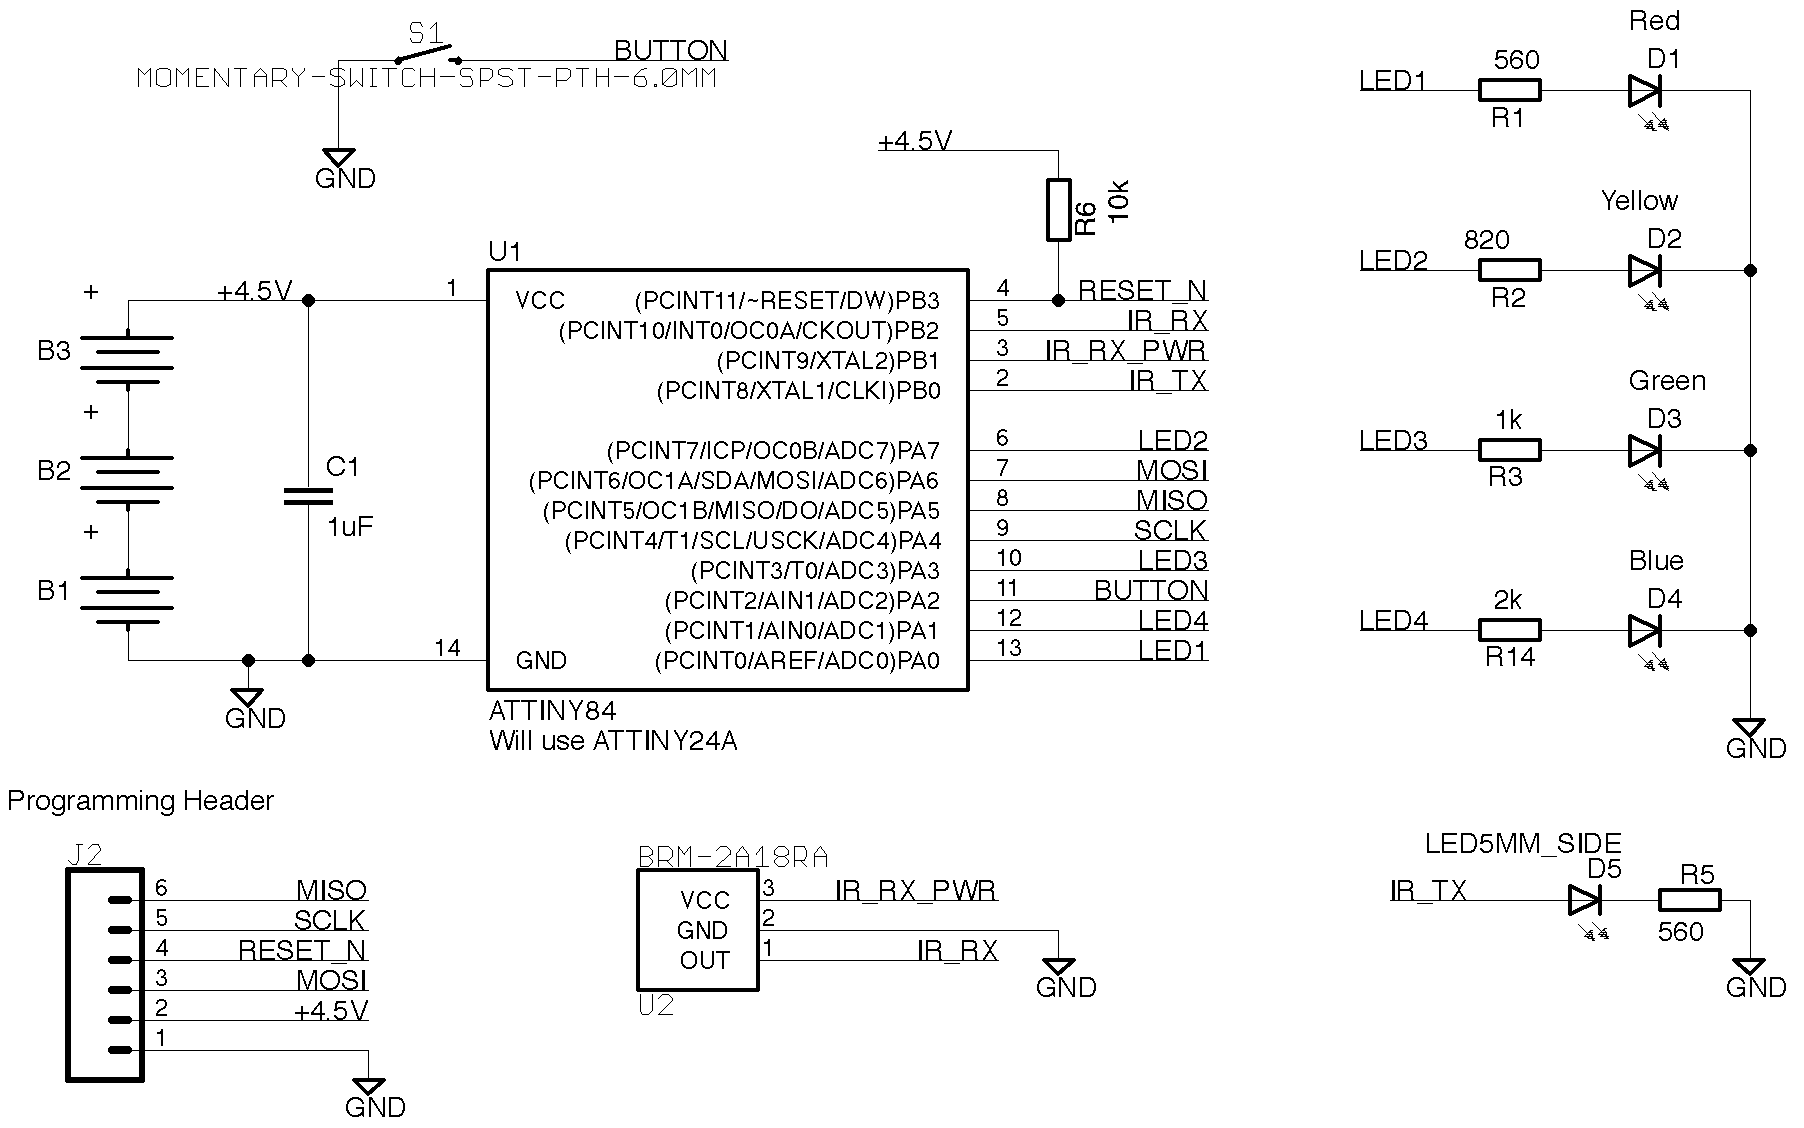 S1
BUTTON
MOMENTARY-SWITCH-SPST-PTH-6.0MM
GND
+4.5V
R6
10k
U1
+
+4.5V
1
VCC
B3
+
B2
+
B1
C1
1uF
14
GND
GND
(PCINT11/~RESET/DW)PB3
4
RESET_N
(PCINT10/INT0/OC0A/CKOUT)PB2
5
IR_RX
(PCINT9/XTAL2)PB1
3
IR_RX_PWR
(PCINT8/XTAL1/CLKI)PB0
2
IR_TX
(PCINT7/ICP/OC0B/ADC7)PA7
6
LED2
(PCINT6/OC1A/SDA/MOSI/ADC6)PA6
7
MOSI
(PCINT5/OC1B/MISO/DO/ADC5)PA5
8
MISO
(PCINT4/T1/SCL/USCK/ADC4)PA4
9
SCLK
(PCINT3/T0/ADC3)PA3
10
LED3
(PCINT2/AIN1/ADC2)PA2
11
BUTTON
(PCINT1/AIN0/ADC1)PA1
12
LED4
(PCINT0/AREF/ADC0)PA0
13
LED1
ATTINY84
Will use ATTINY24A
Red
LED1
560
R1
D1
Yellow
LED2
820
R2
D2
Green
LED3
1k
R3
D3
Blue
LED4
2k
R14
D4
GND
Programming Header
J2
6 MISO
5 SCLK
4 RESET_N
3 MOSI
2 +4.5V
1
GND
BRM-2A18RA
VCC 3 IR_RX_PWR
GND 2
OUT 1 IR_RX
U2
GND
LED5MM_SIDE
IR_TX
D5
R5
560
GND